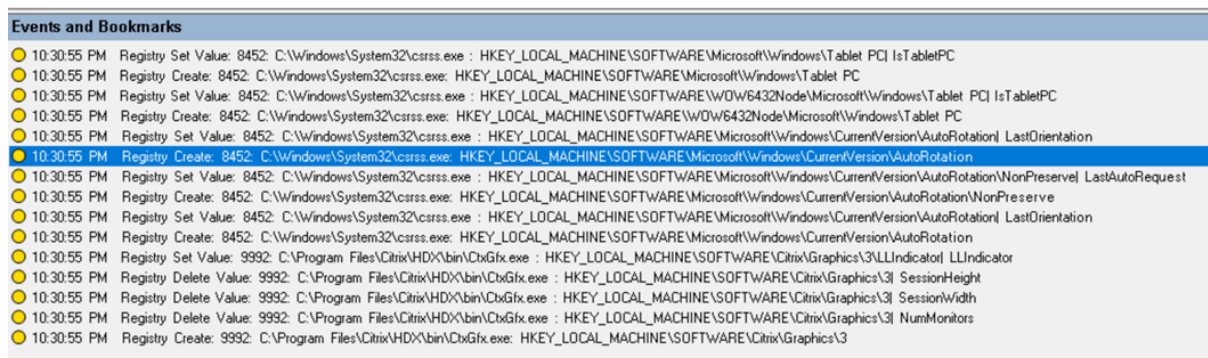 Events and Bookmarks
10:30:55 PM Registry Set Value: 8452: C:\Windows\System32\csrss.exe : HKEY_LOCAL_MACHINE\SOFTWARE\Microsoft\Windows\Tablet PC| IsTabletPC
10:30:55 PM Registry Create: 8452: C:\Windows\System32\csrss.exe: HKEY_LOCAL_MACHINE\SOFTWARE\Microsoft\Windows\Tablet PC
10:30:55 PM Registry Set Value: 8452: C:\Windows\System32\csrss.exe : HKEY_LOCAL_MACHINE\SOFTWARE\WOW6432Node\Microsoft\Windows\Tablet PC| IsTabletPC
10:30:55 PM Registry Create: 8452: C:\Windows\System32\csrss.exe: HKEY_LOCAL_MACHINE\SOFTWARE\WOW6432Node\Microsoft\Windows\Tablet PC
10:30:55 PM Registry Set Value: 8452: C:\Windows\System32\csrss.exe : HKEY_LOCAL_MACHINE\SOFTWARE\Microsoft\Windows\CurrentVersion\AutoRotation| LastOrientation
10:30:55 PM Registry Create: 8452: C:\Windows\System32\csrss.exe: HKEY_LOCAL_MACHINE\SOFTWARE\Microsoft\Windows\CurrentVersion\AutoRotation
10:30:55 PM Registry Set Value: 8452: C:\Windows\System32\csrss.exe : HKEY_LOCAL_MACHINE\SOFTWARE\Microsoft\Windows\CurrentVersion\AutoRotation\NonPreserve| LastAutoRequest
10:30:55 PM Registry Create: 8452: C:\Windows\System32\csrss.exe: HKEY_LOCAL_MACHINE\SOFTWARE\Microsoft\Windows\CurrentVersion\AutoRotation\NonPreserve
10:30:55 PM Registry Set Value: 8452: C:\Windows\System32\csrss.exe : HKEY_LOCAL_MACHINE\SOFTWARE\Microsoft\Windows\CurrentVersion\AutoRotation| LastOrientation
10:30:55 PM Registry Create: 8452: C:\Windows\System32\csrss.exe: HKEY_LOCAL_MACHINE\SOFTWARE\Microsoft\Windows\CurrentVersion\AutoRotation
10:30:55 PM Registry Set Value: 9992: C:\Program Files\Citrix\HDX\bin\CtxGfx.exe : HKEY_LOCAL_MACHINE\SOFTWARE\Citrix\Graphics\3\LLIndicator| LLIndicator
10:30:55 PM Registry Delete Value: 9992: C:\Program Files\Citrix\HDX\bin\CtxGfx.exe : HKEY_LOCAL_MACHINE\SOFTWARE\Citrix\Graphics\3| SessionHeight
10:30:55 PM Registry Delete Value: 9992: C:\Program Files\Citrix\HDX\bin\CtxGfx.exe : HKEY_LOCAL_MACHINE\SOFTWARE\Citrix\Graphics\3| SessionWidth
10:30:55 PM Registry Delete Value: 9992: C:\Program Files\Citrix\HDX\bin\CtxGfx.exe : HKEY_LOCAL_MACHINE\SOFTWARE\Citrix\Graphics\3| NumMonitors
10:30:55 PM Registry Create: 9992: C:\Program Files\Citrix\HDX\bin\CtxGfx.exe: HKEY_LOCAL_MACHINE\SOFTWARE\Citrix\Graphics\3